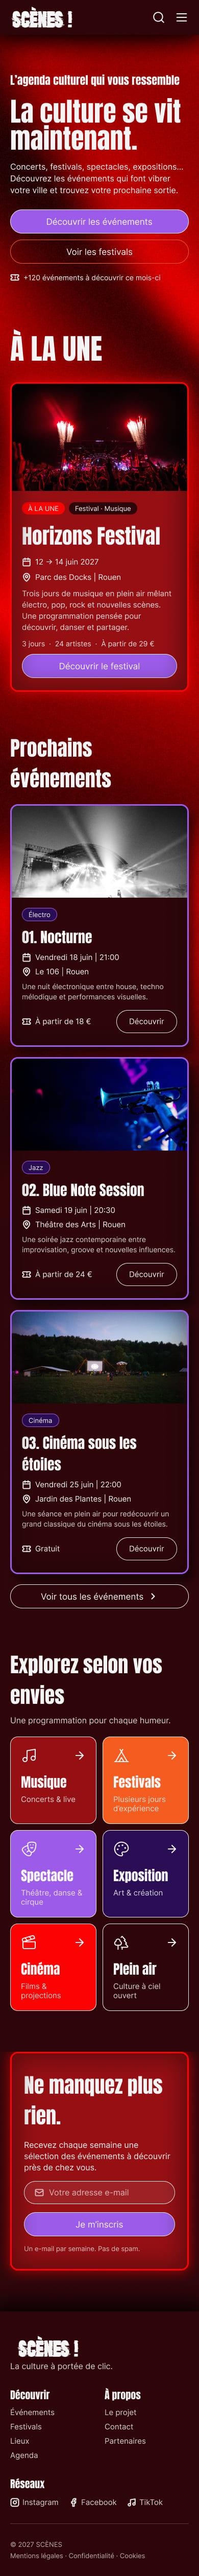 SCÈNES !
L’agenda culturel qui vous ressemble
La culture se vit
maintenant.
Concerts, festivals, spectacles, expositions…
Découvrez les événements qui font vibrer
votre ville et trouvez votre prochaine sortie.
Découvrir les événements
Voir les festivals
+120 événements à découvrir ce mois-ci
À LA UNE
À LA UNE
Festival · Musique
Horizons Festival
12 → 14 juin 2027
Parc des Docks | Rouen
Trois jours de musique en plein air mêlant
électro, pop, rock et nouvelles scènes.
Une programmation pensée pour
découvrir, danser et partager.
3 jours · 24 artistes · À partir de 29 €
Découvrir le festival
Prochains
événements
Électro
01. Nocturne
Vendredi 18 juin | 21:00
Le 106 | Rouen
Une nuit électronique entre house, techno
mélodique et performances visuelles.
À partir de 18 €
Découvrir
Jazz
02. Blue Note Session
Samedi 19 juin | 20:30
Théâtre des Arts | Rouen
Une soirée jazz contemporaine entre
improvisation, groove et nouvelles influences.
À partir de 24 €
Découvrir
Cinéma
03. Cinéma sous les
étoiles
Vendredi 25 juin | 22:00
Jardin des Plantes | Rouen
Une séance en plein air pour redécouvrir un
grand classique du cinéma sous les étoiles.
Gratuit
Découvrir
Voir tous les événements
Explorez selon vos
envies
Une programmation pour chaque humeur.
Musique
Concerts & live
Festivals
Plusieurs jours
d’expérience
Spectacle
Théâtre, danse &
cirque
Exposition
Art & création
Cinéma
Films &
projections
Plein air
Culture à ciel
ouvert
Ne manquez plus
rien.
Recevez chaque semaine une
sélection des événements à découvrir
près de chez vous.
Votre adresse e-mail
Je m’inscris
Un e-mail par semaine. Pas de spam.
SCÈNES !
La culture à portée de clic.
Découvrir
Événements
Festivals
Lieux
Agenda
À propos
Le projet
Contact
Partenaires
Réseaux
Instagram
Facebook
TikTok
© 2027 SCÈNES
Mentions légales · Confidentialité · Cookies